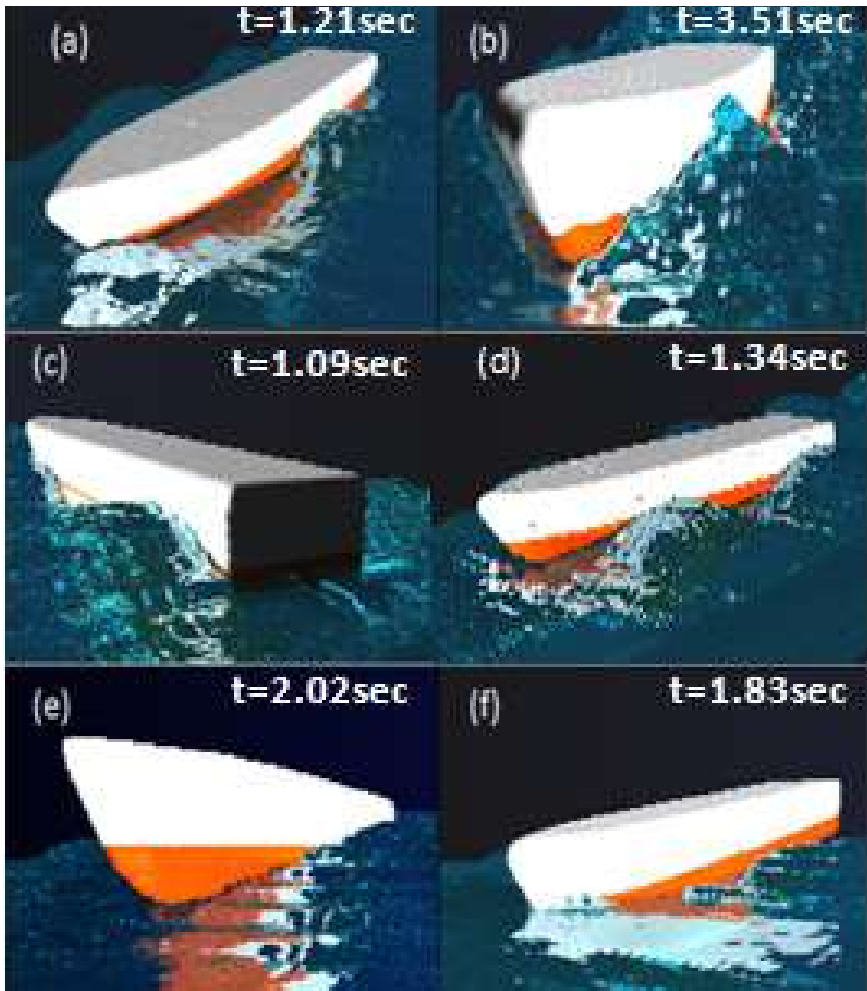 (a) t=1.21sec
(b) t=3.51sec
(c) t=1.09sec
(d) t=1.34sec
(e) t=2.02sec
(f) t=1.83sec